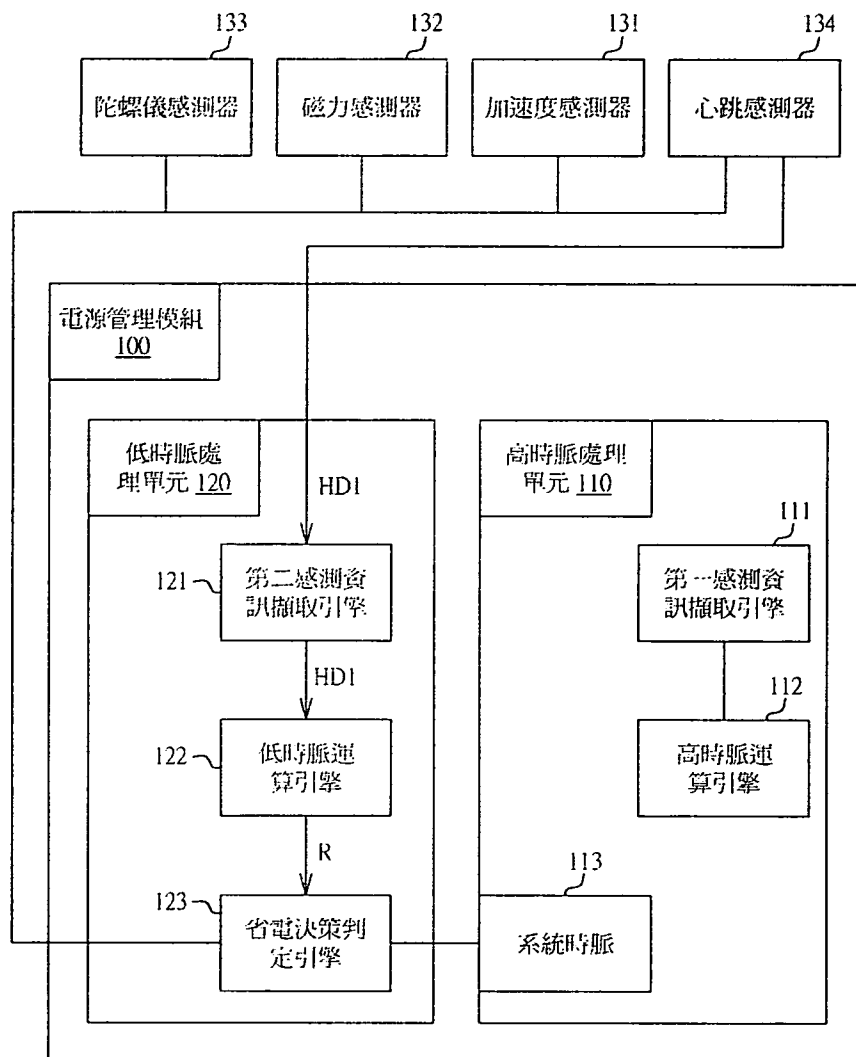 133
132
131
134
陀螺儀感測器
磁力感測器
加速度感測器
心跳感測器
電源管理模組
100
低時脈處
理單元 120
高時脈處理
單元 110
HD1
111
121
第二感測資
訊擷取引擎
第一感測資
訊擷取引擎
HD1
112
122
低時脈運
算引擎
高時脈運
算引擎
R
113
123
省電決策判
定引擎
系統時脈